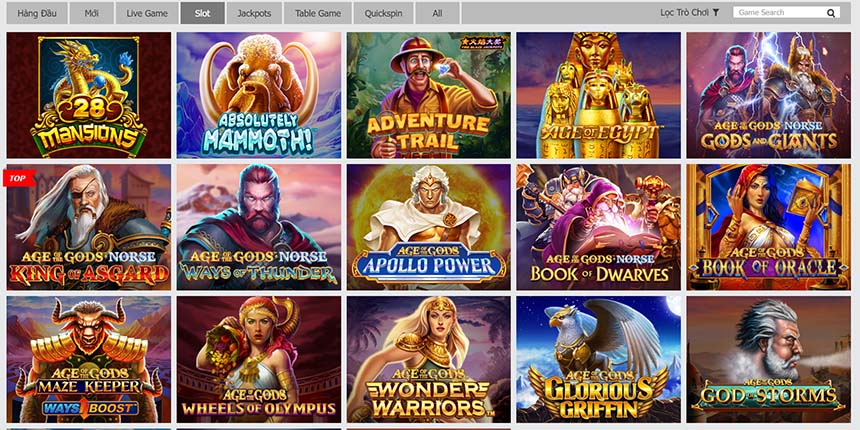 Hàng Đầu Mới Live Game Slot Jackpots Table Game Quickspin All Lọc Trò Chơi Game Search
28
MANSIONS
ABSOLUTELY
MAMMOTH!
ADVENTURE
TRAIL
AGE OF EGYPT™
AGE OF THE GODS NORSE
GODS AND GIANTS
TOP
AGE OF THE GODS NORSE
KING OF ASGARD
AGE OF THE GODS NORSE
WAYS OF THUNDER
AGE OF THE GODS
APOLLO POWER
AGE OF THE GODS NORSE
BOOK OF DWARVES™
AGE OF THE GODS
BOOK OF ORACLE
AGE OF THE GODS
MAZE KEEPER
WAYS BOOST
AGE OF THE GODS
WHEELS OF OLYMPUS
AGE OF THE GODS
WONDER
WARRIORS™
AGE OF THE GODS
GLORIOUS
GRIFFIN
AGE OF THE GODS
GOD OF STORMS